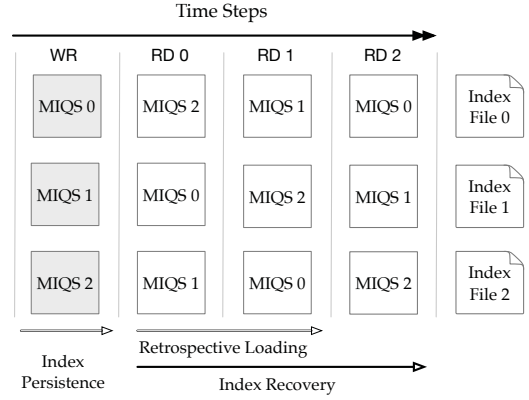 Time Steps
WR RD 0 RD 1 RD 2
MIQS 0 MIQS 2 MIQS 1 MIQS 0 Index File 0
MIQS 1 MIQS 0 MIQS 2 MIQS 1 Index File 1
MIQS 2 MIQS 1 MIQS 0 MIQS 2 Index File 2
Retrospective Loading
Index
Persistence
Index Recovery